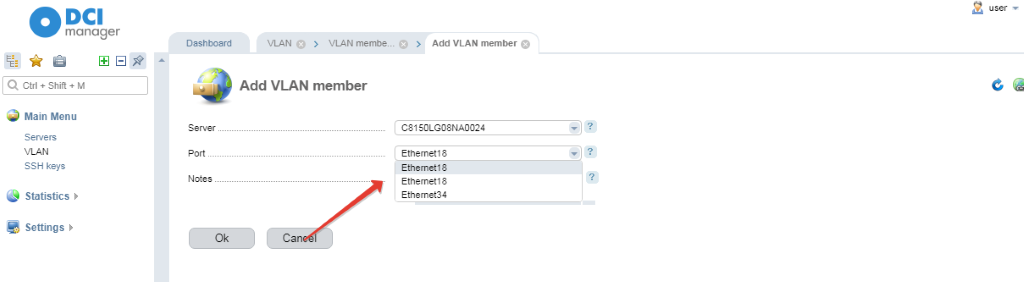 user
DCI
manager
Dashboard
VLAN
VLAN membe...
Add VLAN member
Ctrl + Shift + M
Add VLAN member
Main Menu
Servers
VLAN
SSH keys
Statistics
Settings
Server
C8150LG08NA0024
?
Port
Ethernet18
?
Ethernet18
Ethernet18
Ethernet34
Notes
?
Ok
Cancel